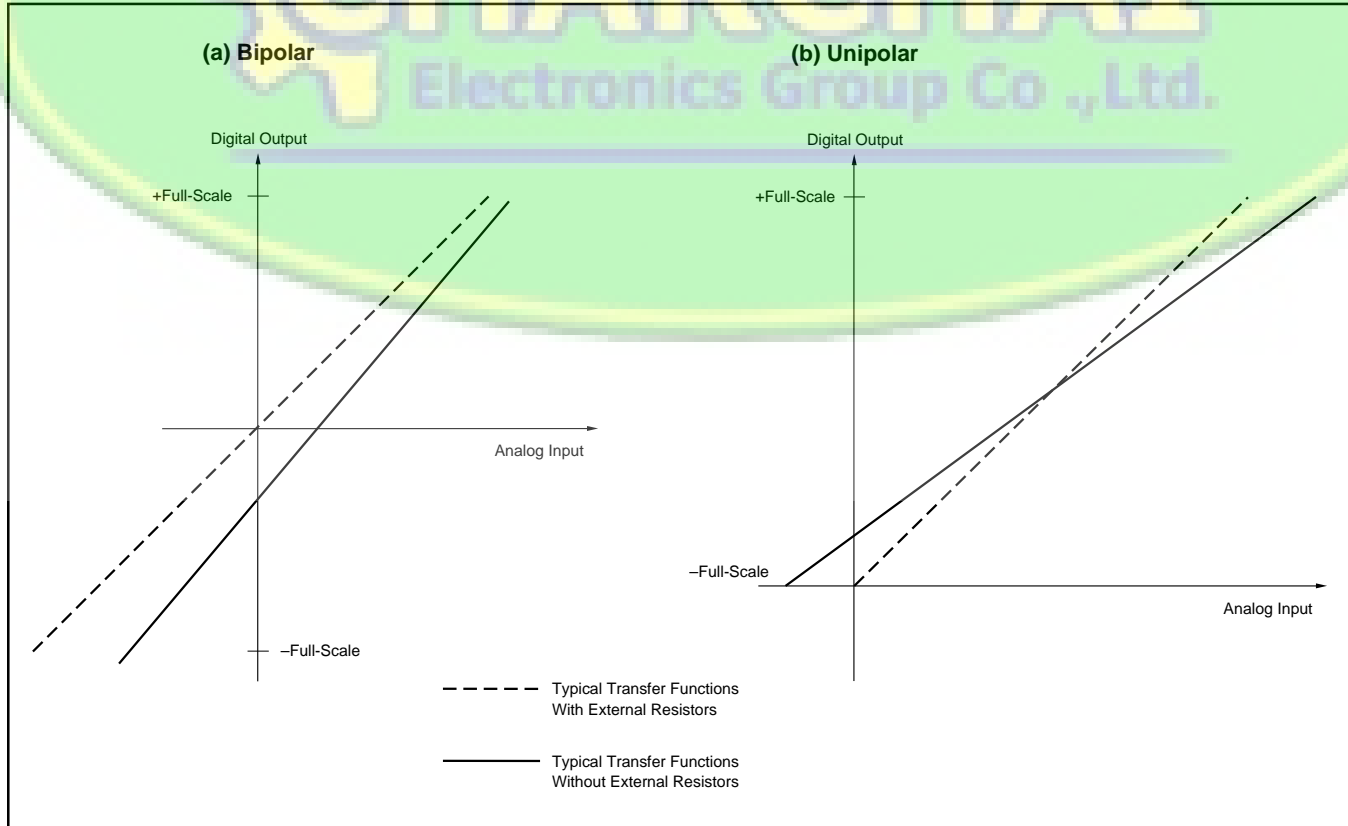 (a) Bipolar
(b) Unipolar
Electronics Group Co .,Ltd.
Digital Output
Digital Output
+Full-Scale
+Full-Scale
Analog Input
–Full-Scale
Analog Input
–Full-Scale
Typical Transfer Functions
With External Resistors
Typical Transfer Functions
Without External Resistors